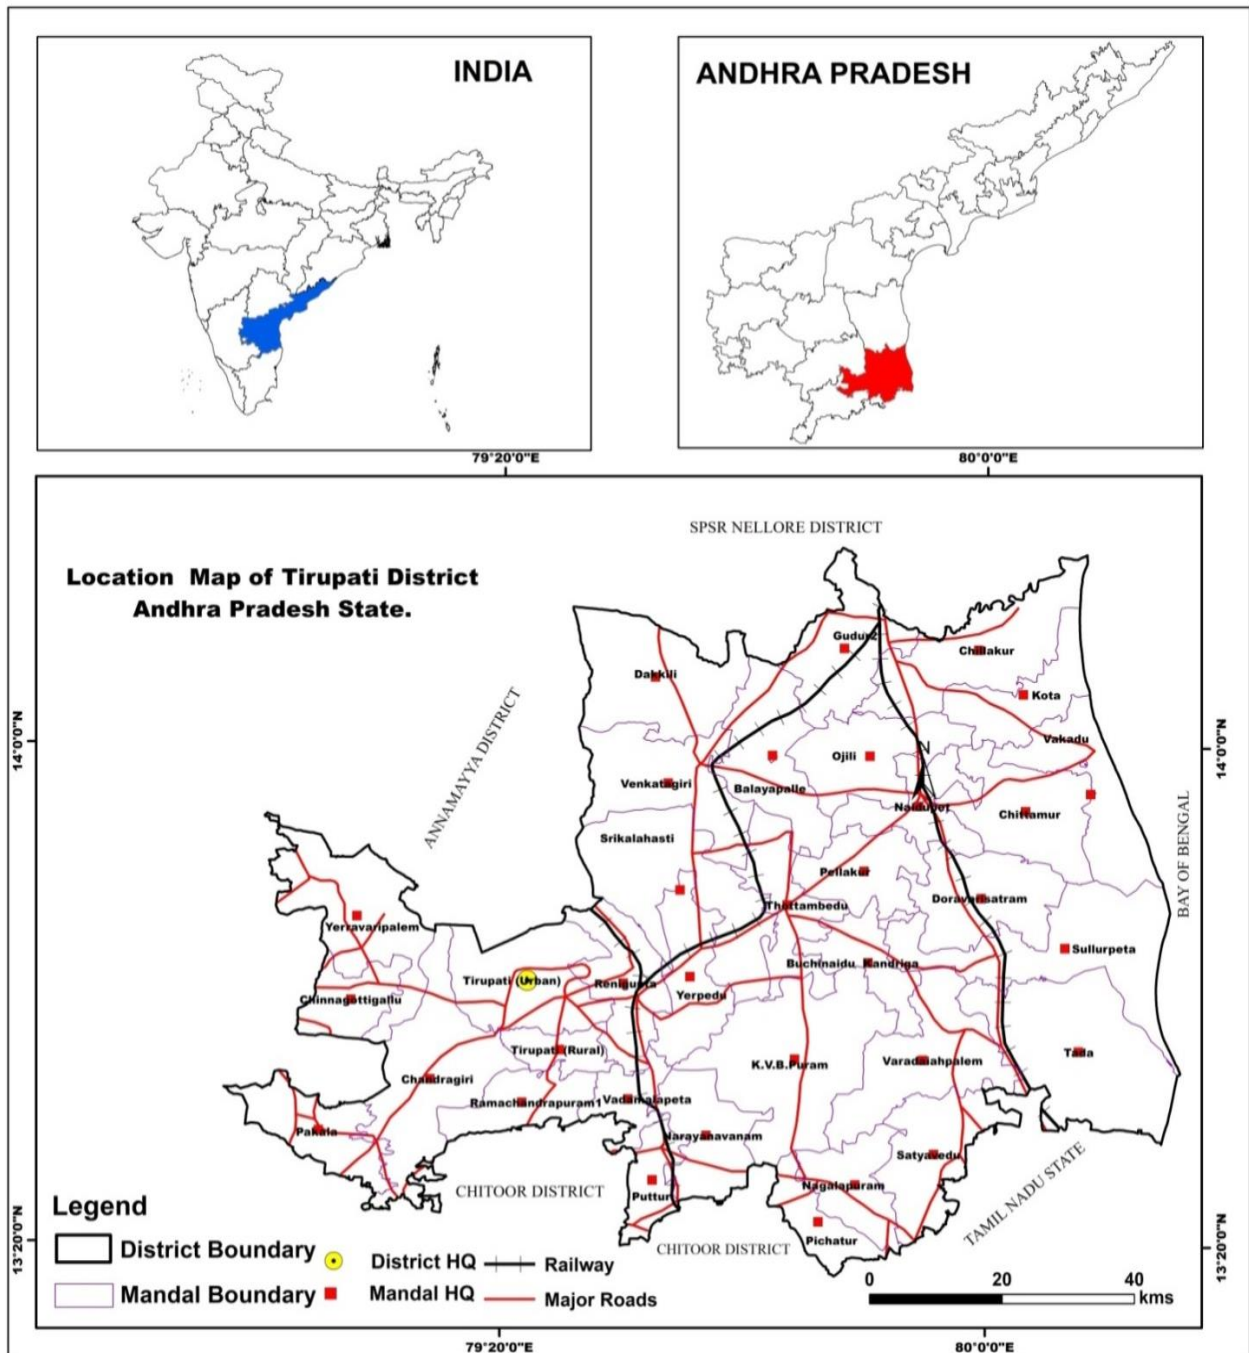 INDIA
ANDHRA PRADESH
79°20'0"E
80°0'0"E
SPSR NELLORE DISTRICT
Location Map of Tirupati District
Andhra Pradesh State.
ANNAMAYYA DISTRICT
14°0'0"N
14°0'0"N
BAY OF BENGAL
Gudur2
Chillakur
Dakkili
Kota
Vakadu
N
Ojili
Venkatagiri
Balayapalle
Naidupet
Chittamur
Srikalahasti
Pellakur
Thottambedu
Doravarisatram
Yerravaripalem
Sullurpeta
Buchinaidu Kandriga
Tirupati (Urban)
Renigunta
Yerpedu
Chinnagottigallu
Tirupati (Rural)
K.V.B.Puram
Varadaiahpalem
Tada
Chandragiri
Ramachandrapuram1
Vadamalapeta
Pakala
Narayanavanam
Satyavedu
Nagalapuram
Puttur
Pichatur
CHITOOR DISTRICT
CHITOOR DISTRICT
TAMIL NADU STATE
13°20'0"N
13°20'0"N
Legend
District Boundary
Mandal Boundary
District HQ
Mandal HQ
Railway
Major Roads
0 20 40
kms
79°20'0"E
80°0'0"E